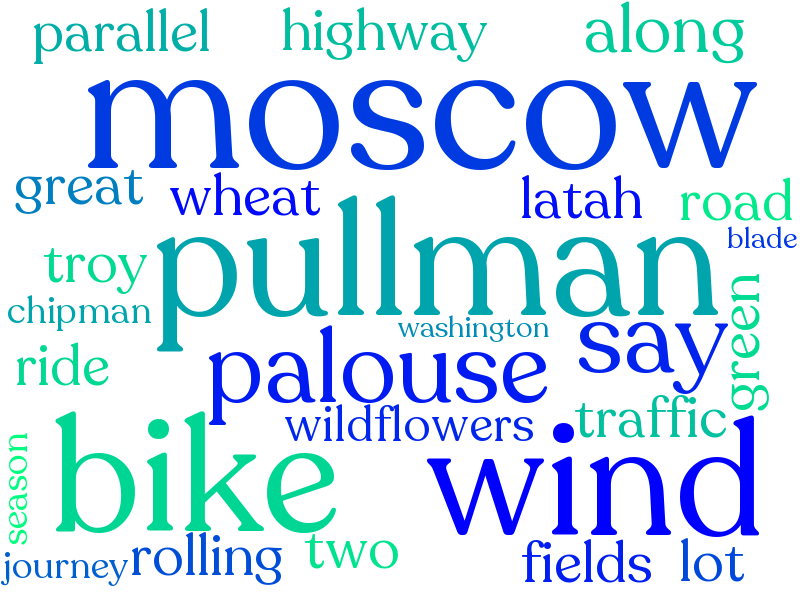 parallel highway along
moscow
great wheat latah road
blade
pullman
troy
chipman
washington
green
say
palouse
ride
wildflowers traffic
bike wind
season
journey rolling two fields lot